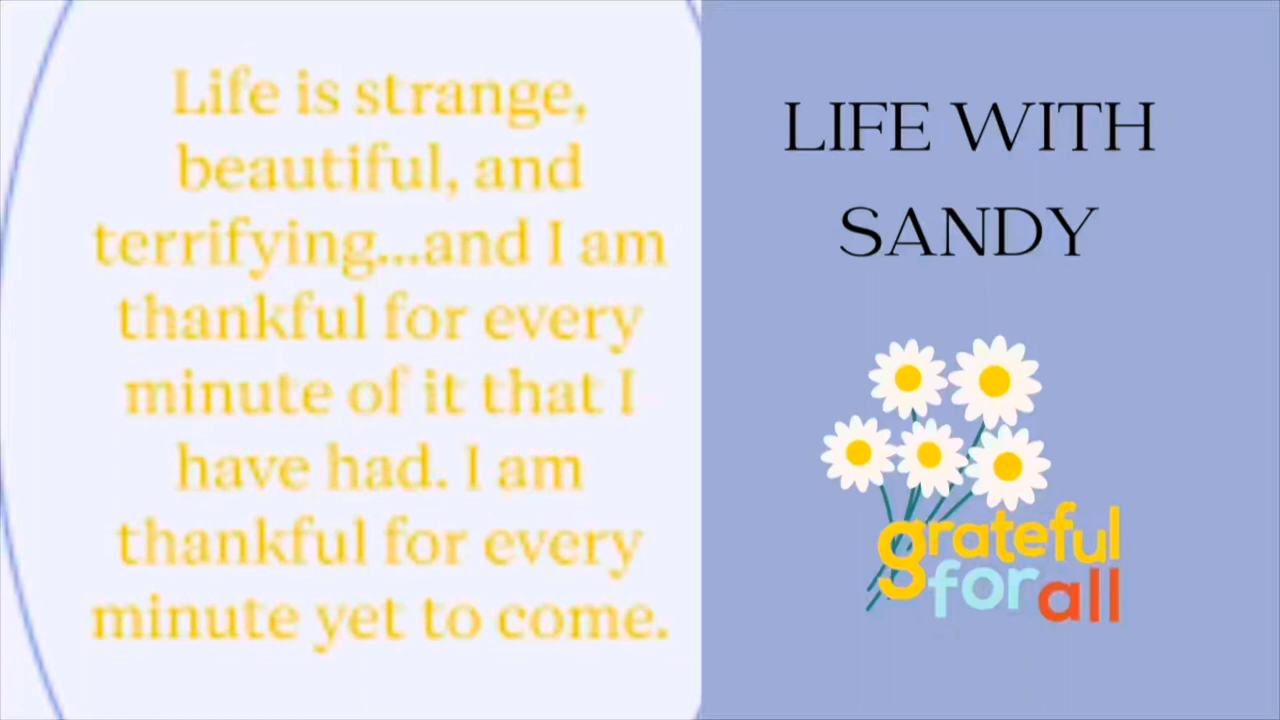 Life is strange,
beautiful, and
terrifying...and I am
thankful for every
minute of it that I
have had. I am
thankful for every
minute yet to come.
LIFE WITH
SANDY
grateful
for all